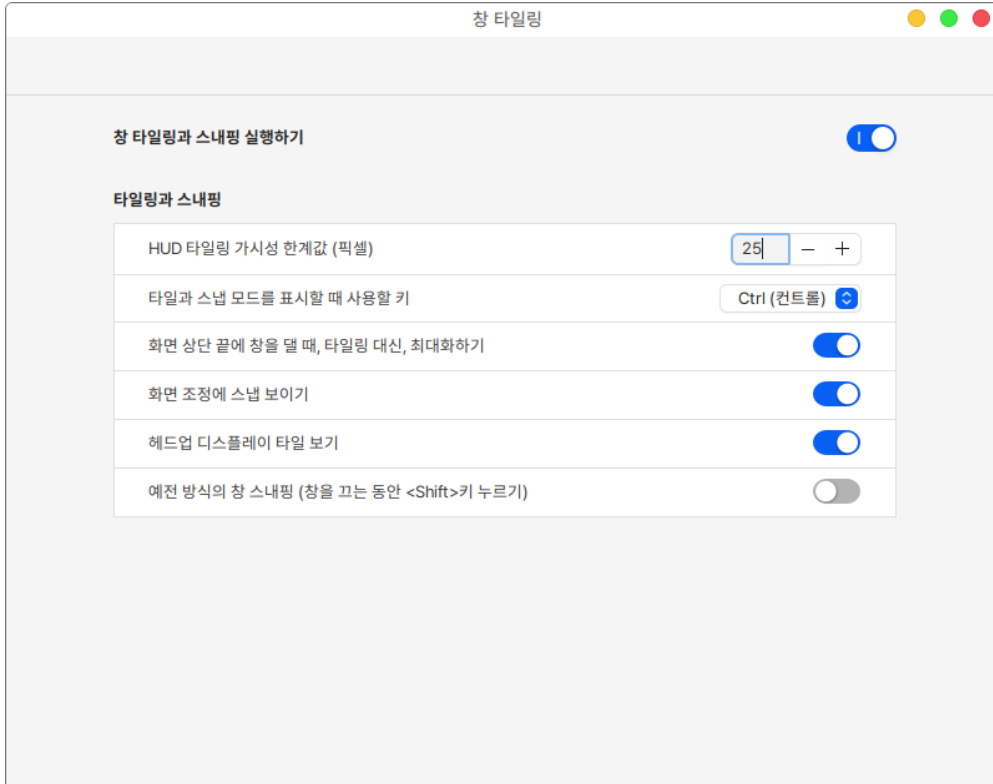 창 타일링
창 타일링과 스내핑 실행하기
타일링과 스내핑
HUD 타일링 가시성 한계값 (픽셀)
25
타일과 스냅 모드를 표시할 때 사용할 키
Ctrl (컨트롤)
화면 상단 끝에 창을 댈 때, 타일링 대신, 최대화하기
화면 조정에 스냅 보이기
헤드업 디스플레이 타일 보기
예전 방식의 창 스내핑 (창을 끄는 동안 <Shift>키 누르기)